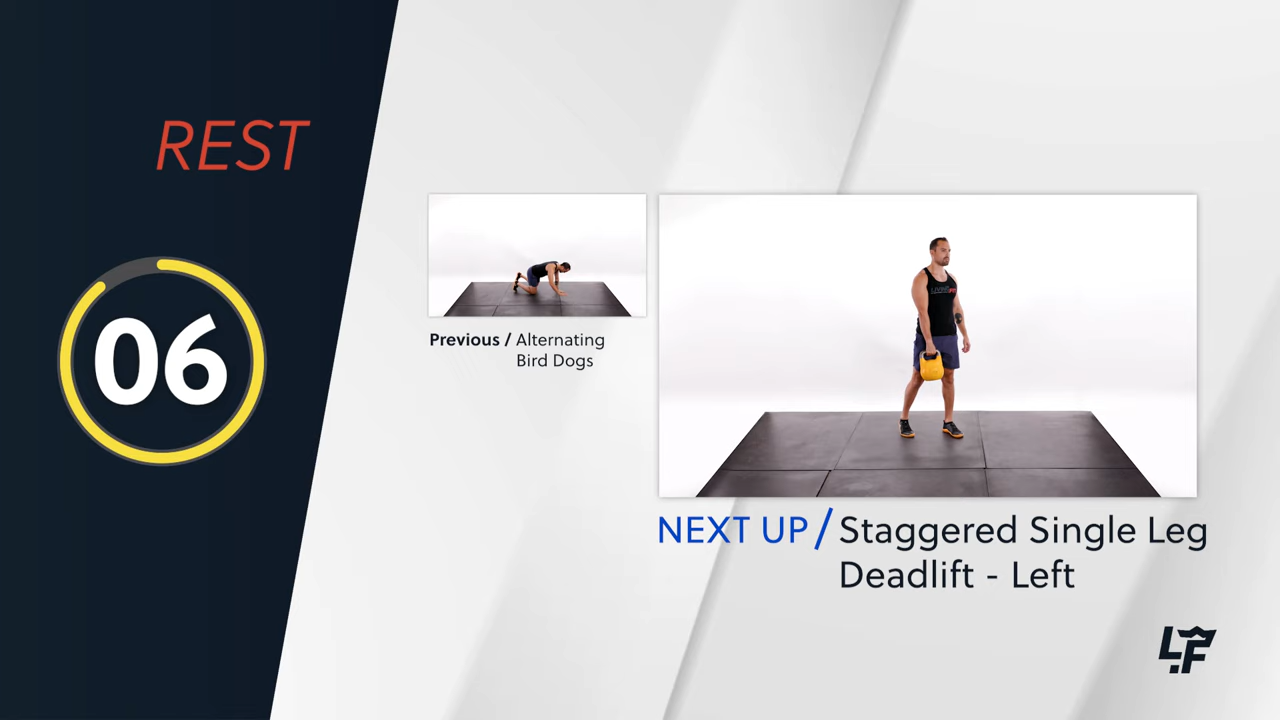 REST
06
Previous / Alternating
Bird Dogs
NEXT UP / Staggered Single Leg
Deadlift - Left
LF